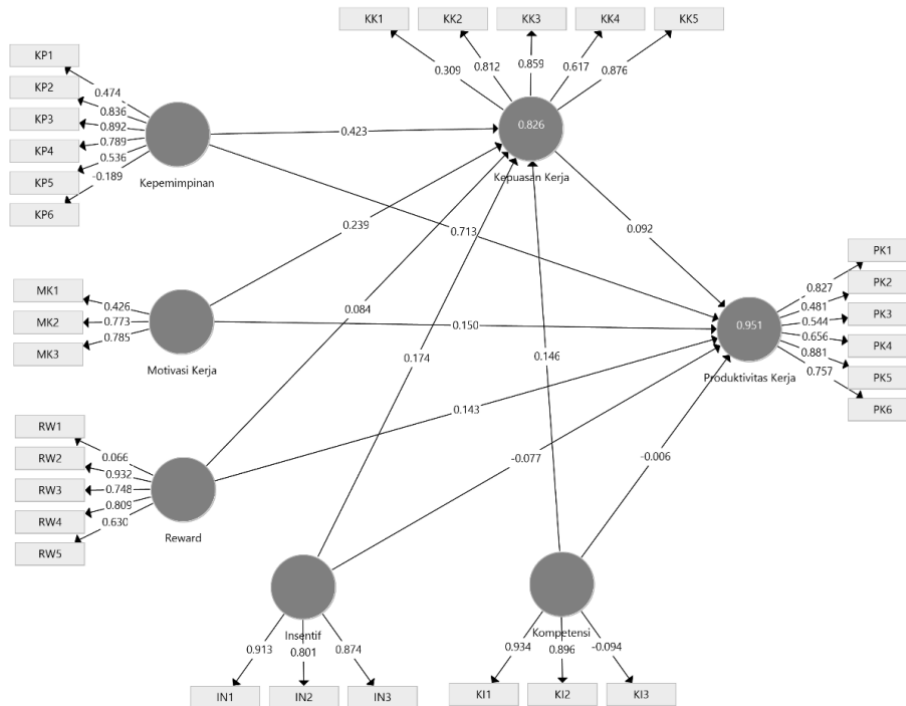 KK1
KK2
KK3
KK4
KK5
0.309
0.812
0.859
0.617
0.876
KP1
KP2
KP3
KP4
KP5
KP6
0.474
0.836
0.892
0.789
0.536
-0.189
Kepemimpinan
0.826
Kepuasan Kerja
0.423
0.239
0.713
0.092
0.084
MK1
MK2
MK3
0.426
0.773
0.785
Motivasi Kerja
0.150
0.174
0.146
0.951
Produktivitas Kerja
PK1
PK2
PK3
PK4
PK5
PK6
0.827
0.481
0.544
0.656
0.881
0.757
RW1
RW2
RW3
RW4
RW5
0.066
0.932
0.748
0.809
0.630
Reward
0.143
-0.077
-0.006
Insentif
0.913
0.801
0.874
IN1
IN2
IN3
Kompetensi
0.934
0.896
-0.094
KI1
KI2
KI3